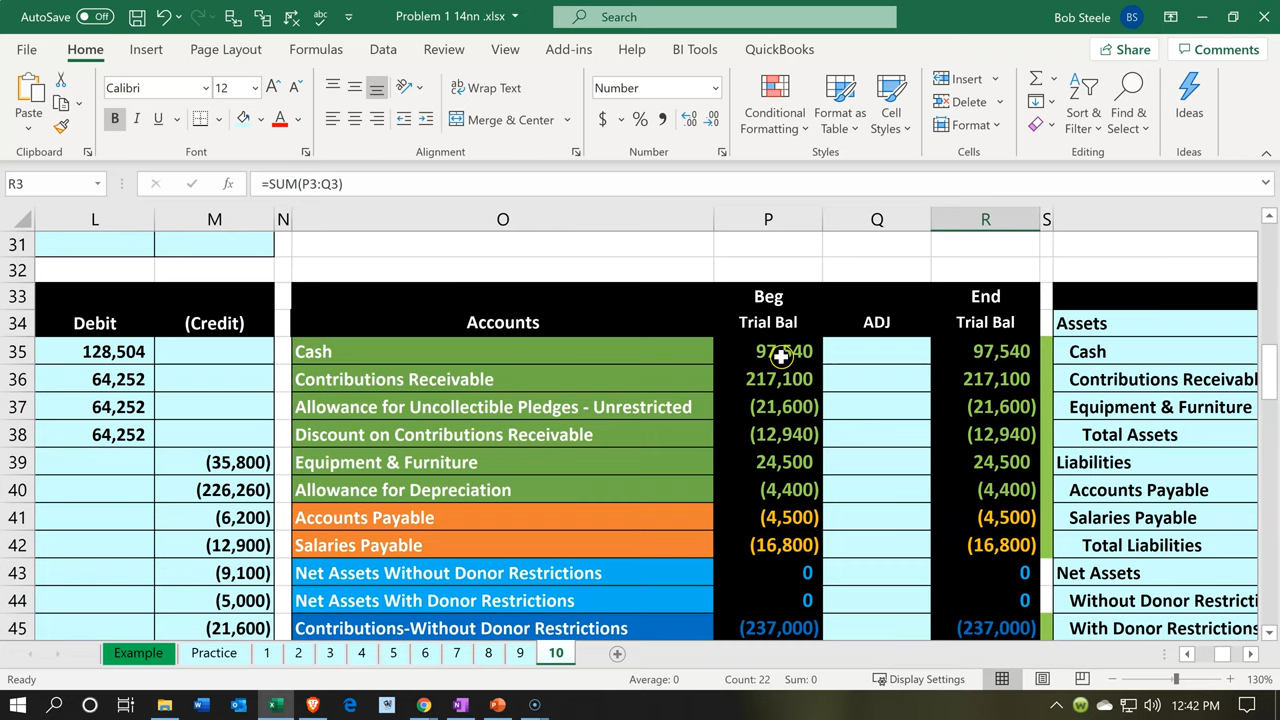 AutoSave Off Problem 1 14nn .xlsx Search Bob Steele BS
File Home Insert Page Layout Formulas Data Review View Add-ins Help BI Tools QuickBooks Share Comments
Calibri 12 Wrap Text Number Insert
Paste B I U Merge & Center $ % Conditional Formatting Format as Table Cell Styles Delete Sort & Filter Find & Select Ideas
Format
Clipboard Font Alignment Number Styles Cells Editing Ideas
R3 fx =SUM(P3:Q3)
L M N O P Q R S
31
32
33 Beg End
34 Debit (Credit) Accounts Trial Bal ADJ Trial Bal Assets
35 128,504 Cash 97,540 97,540 Cash
36 64,252 Contributions Receivable 217,100 217,100 Contributions Receivabl
37 64,252 Allowance for Uncollectible Pledges - Unrestricted (21,600) (21,600) Equipment & Furniture
38 64,252 Discount on Contributions Receivable (12,940) (12,940) Total Assets
39 (35,800) Equipment & Furniture 24,500 24,500 Liabilities
40 (226,260) Allowance for Depreciation (4,400) (4,400) Accounts Payable
41 (6,200) Accounts Payable (4,500) (4,500) Salaries Payable
42 (12,900) Salaries Payable (16,800) (16,800) Total Liabilities
43 (9,100) Net Assets Without Donor Restrictions 0 0 Net Assets
44 (5,000) Net Assets With Donor Restrictions 0 0 Without Donor Restricti
45 (21,600) Contributions-Without Donor Restrictions (237,000) (237,000) With Donor Restrictions
Example Practice 1 2 3 4 5 6 7 8 9 10
Ready Average: 0 Count: 22 Sum: 0 Display Settings 130%
12:42 PM